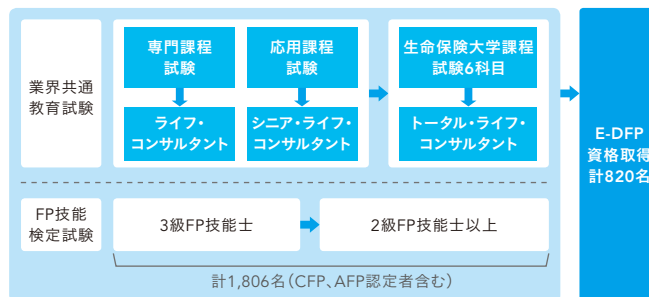 業界共通
教育試験
専門課程
試験
応用課程
試験
生命保険大学課程
試験6科目
ライフ・
コンサルタント
シニア・ライフ・
コンサルタント
トータル・ライフ・
コンサルタント
E-DFP
資格取得
計820名
FP技能
検定試験
3級FP技能士
2級FP技能士以上
計1,806名(CFP、AFP認定者含む)